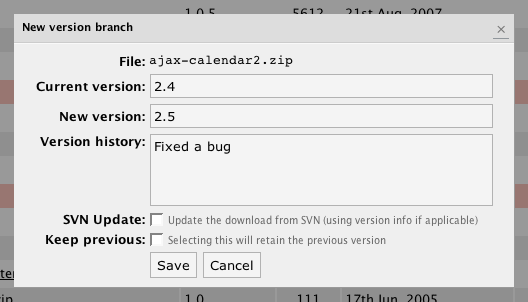 1.0.5 5612 21st Aug, 2007
New version branch ×
File: ajax-calendar2.zip
Current version: 2.4
New version: 2.5
Version history: Fixed a bug
SVN Update: Update the download from SVN (using version info if applicable)
Keep previous: Selecting this will retain the previous version
Save Cancel
1.0 111 17th Jun, 2005